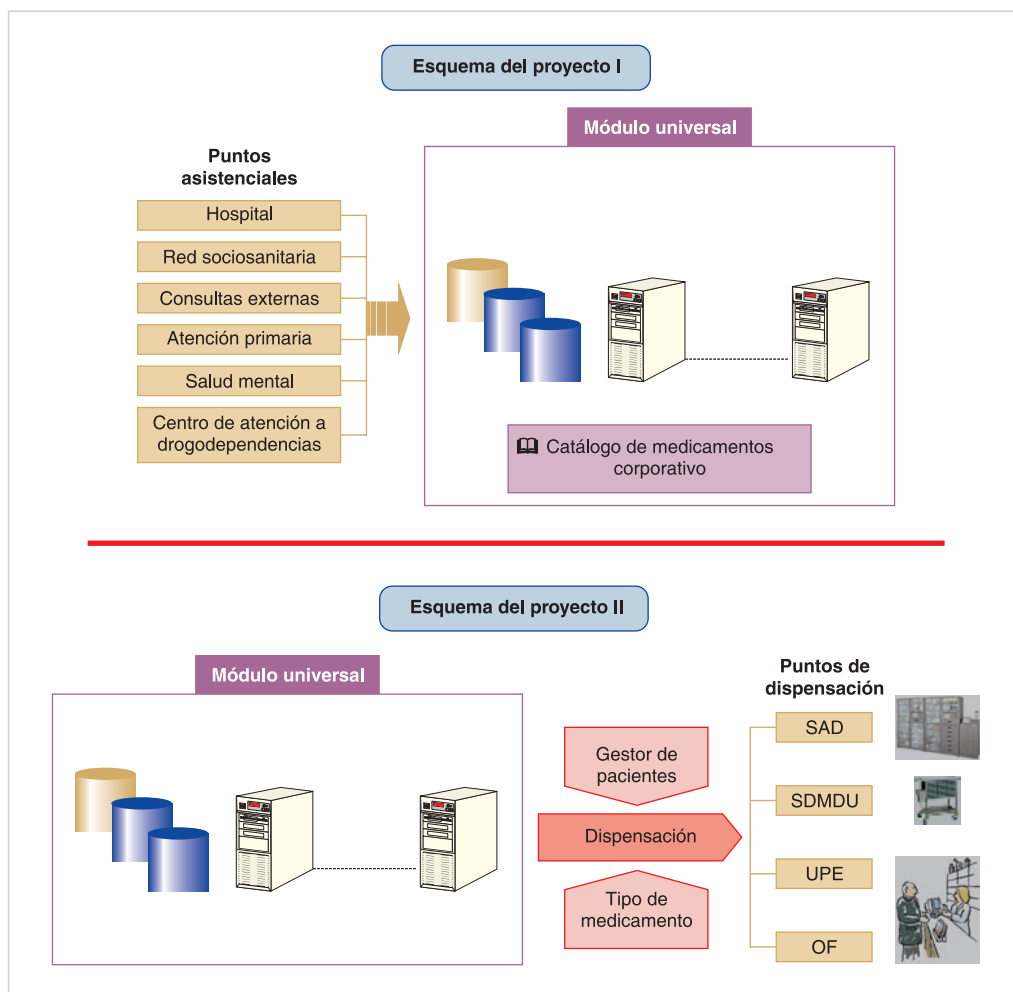 Esquema del proyecto I
Módulo universal
Puntos
asistenciales
Hospital
Red sociosanitaria
Consultas externas
Atención primaria
Salud mental
Centro de atención a
drogodependencias
Catálogo de medicamentos
corporativo
Esquema del proyecto II
Módulo universal
Puntos de
dispensación
Gestor de
pacientes
Dispensación
Tipo de
medicamento
SAD
SDMDU
UPE
OF